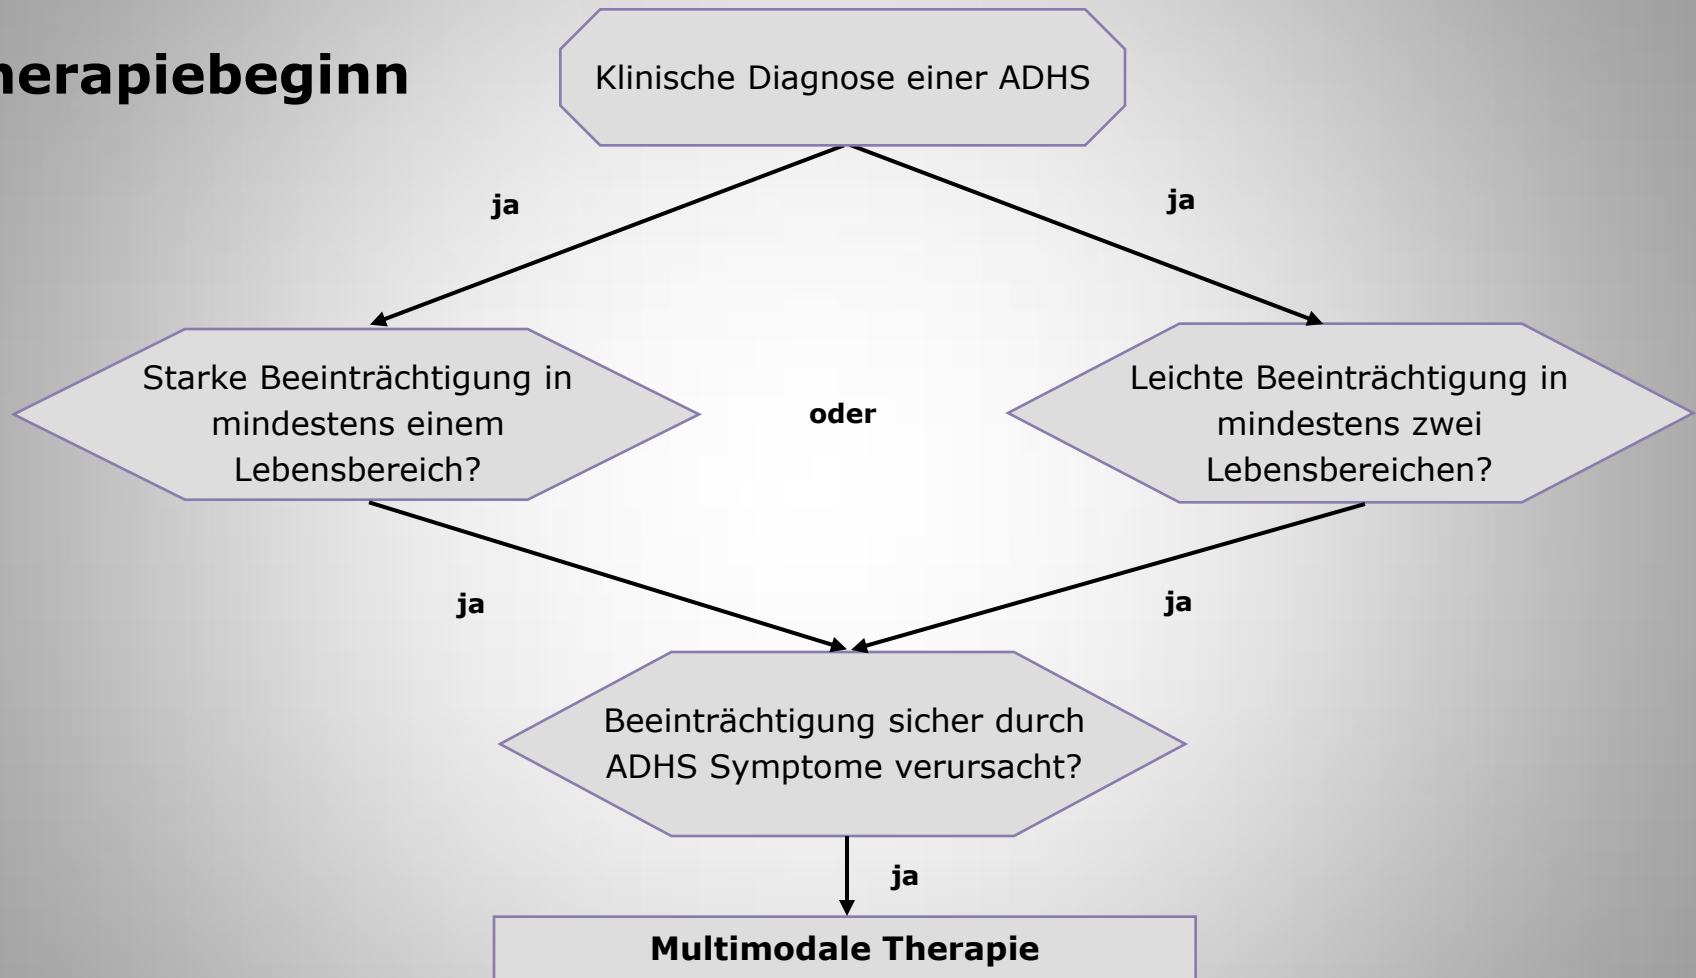 herapiebeginn
Klinische Diagnose einer ADHS
ja
ja
Starke Beeinträchtigung in
mindestens einem
Lebensbereich?
oder
Leichte Beeinträchtigung in
mindestens zwei
Lebensbereichen?
ja
ja
Beeinträchtigung sicher durch
ADHS Symptome verursacht?
ja
Multimodale Therapie